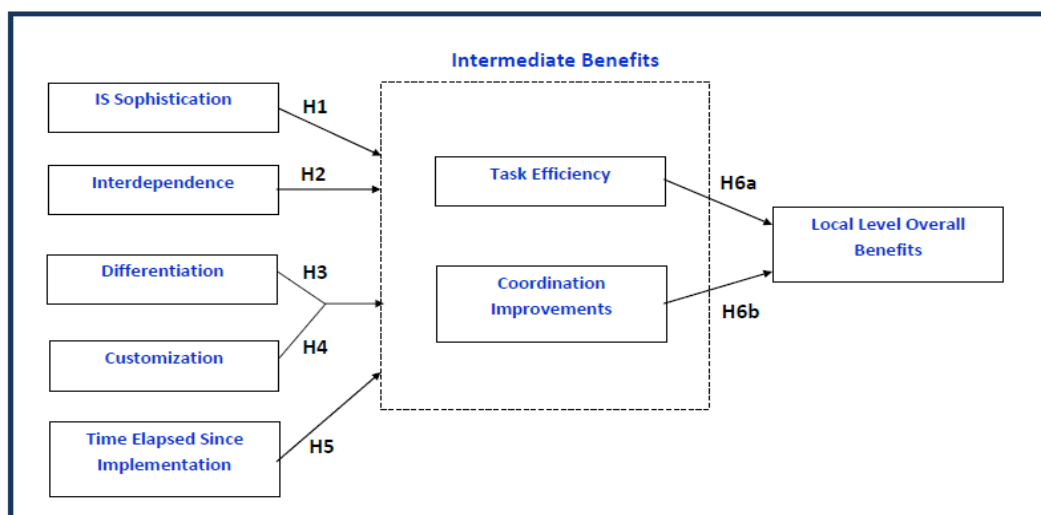 Intermediate Benefits
IS Sophistication
H1
Interdependence
H2
Differentiation
H3
Customization
H4
Time Elapsed Since
Implementation
H5
Task Efficiency
H6a
Coordination
Improvements
H6b
Local Level Overall
Benefits